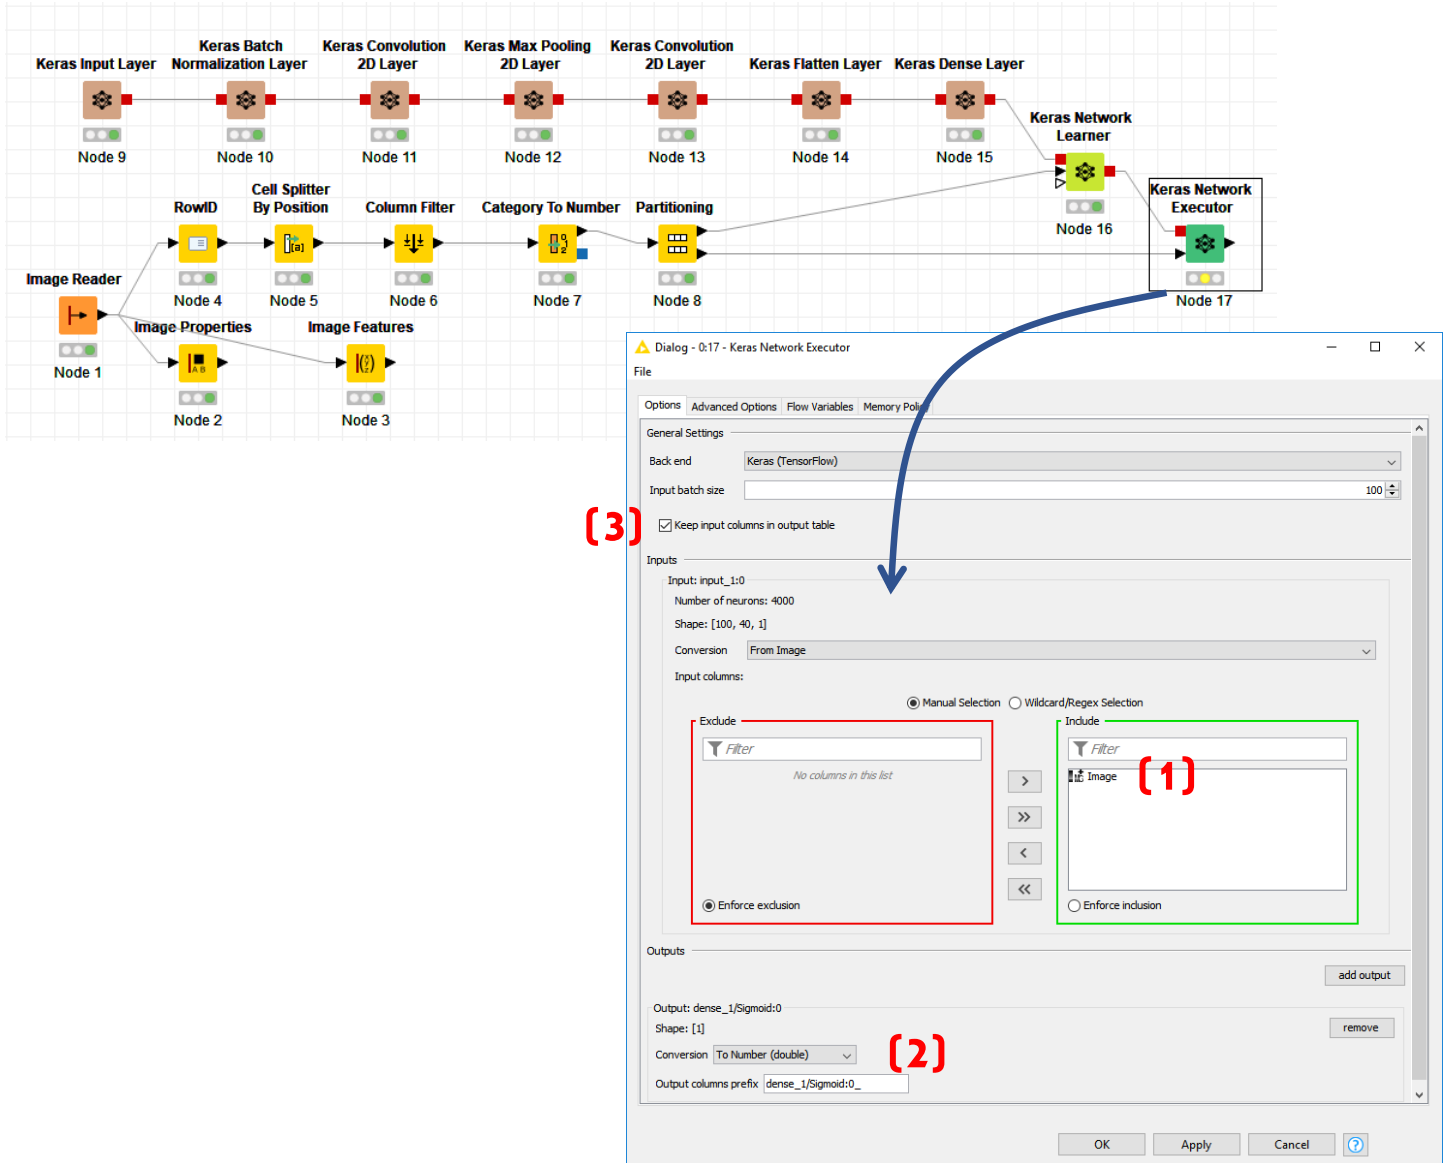 Keras Input Layer
Keras Batch
Normalization Layer
Keras Convolution
2D Layer
Keras Max Pooling
2D Layer
Keras Convolution
2D Layer
Keras Flatten Layer
Keras Dense Layer
Node 9
Node 10
Node 11
Node 12
Node 13
Node 14
Node 15
Keras Network
Learner
Node 16
Keras Network
Executor
Node 17
RowID
Cell Splitter
By Position
Column Filter
Category To Number
Partitioning
Node 4
Node 5
Node 6
Node 7
Node 8
Image Reader
Node 1
Image Properties
Node 2
Image Features
Node 3
Dialog - 0:17 - Keras Network Executor
File
Options
Advanced Options
Flow Variables
Memory Policy
General Settings
Back end
Keras (TensorFlow)
Input batch size
100
(3)
Keep input columns in output table
Inputs
Input: input_1:0
Number of neurons: 4000
Shape: [100, 40, 1]
Conversion
From Image
Input columns:
Manual Selection
Wildcard/Regex Selection
Exclude
Filter
No columns in this list
Enforce exclusion
>
>>
<
<<
Include
Filter
Image
(1)
Enforce inclusion
Outputs
add output
Output: dense_1/Sigmoid:0
Shape: [1]
remove
Conversion
To Number (double)
(2)
Output columns prefix
dense_1/Sigmoid:0_
OK
Apply
Cancel
?